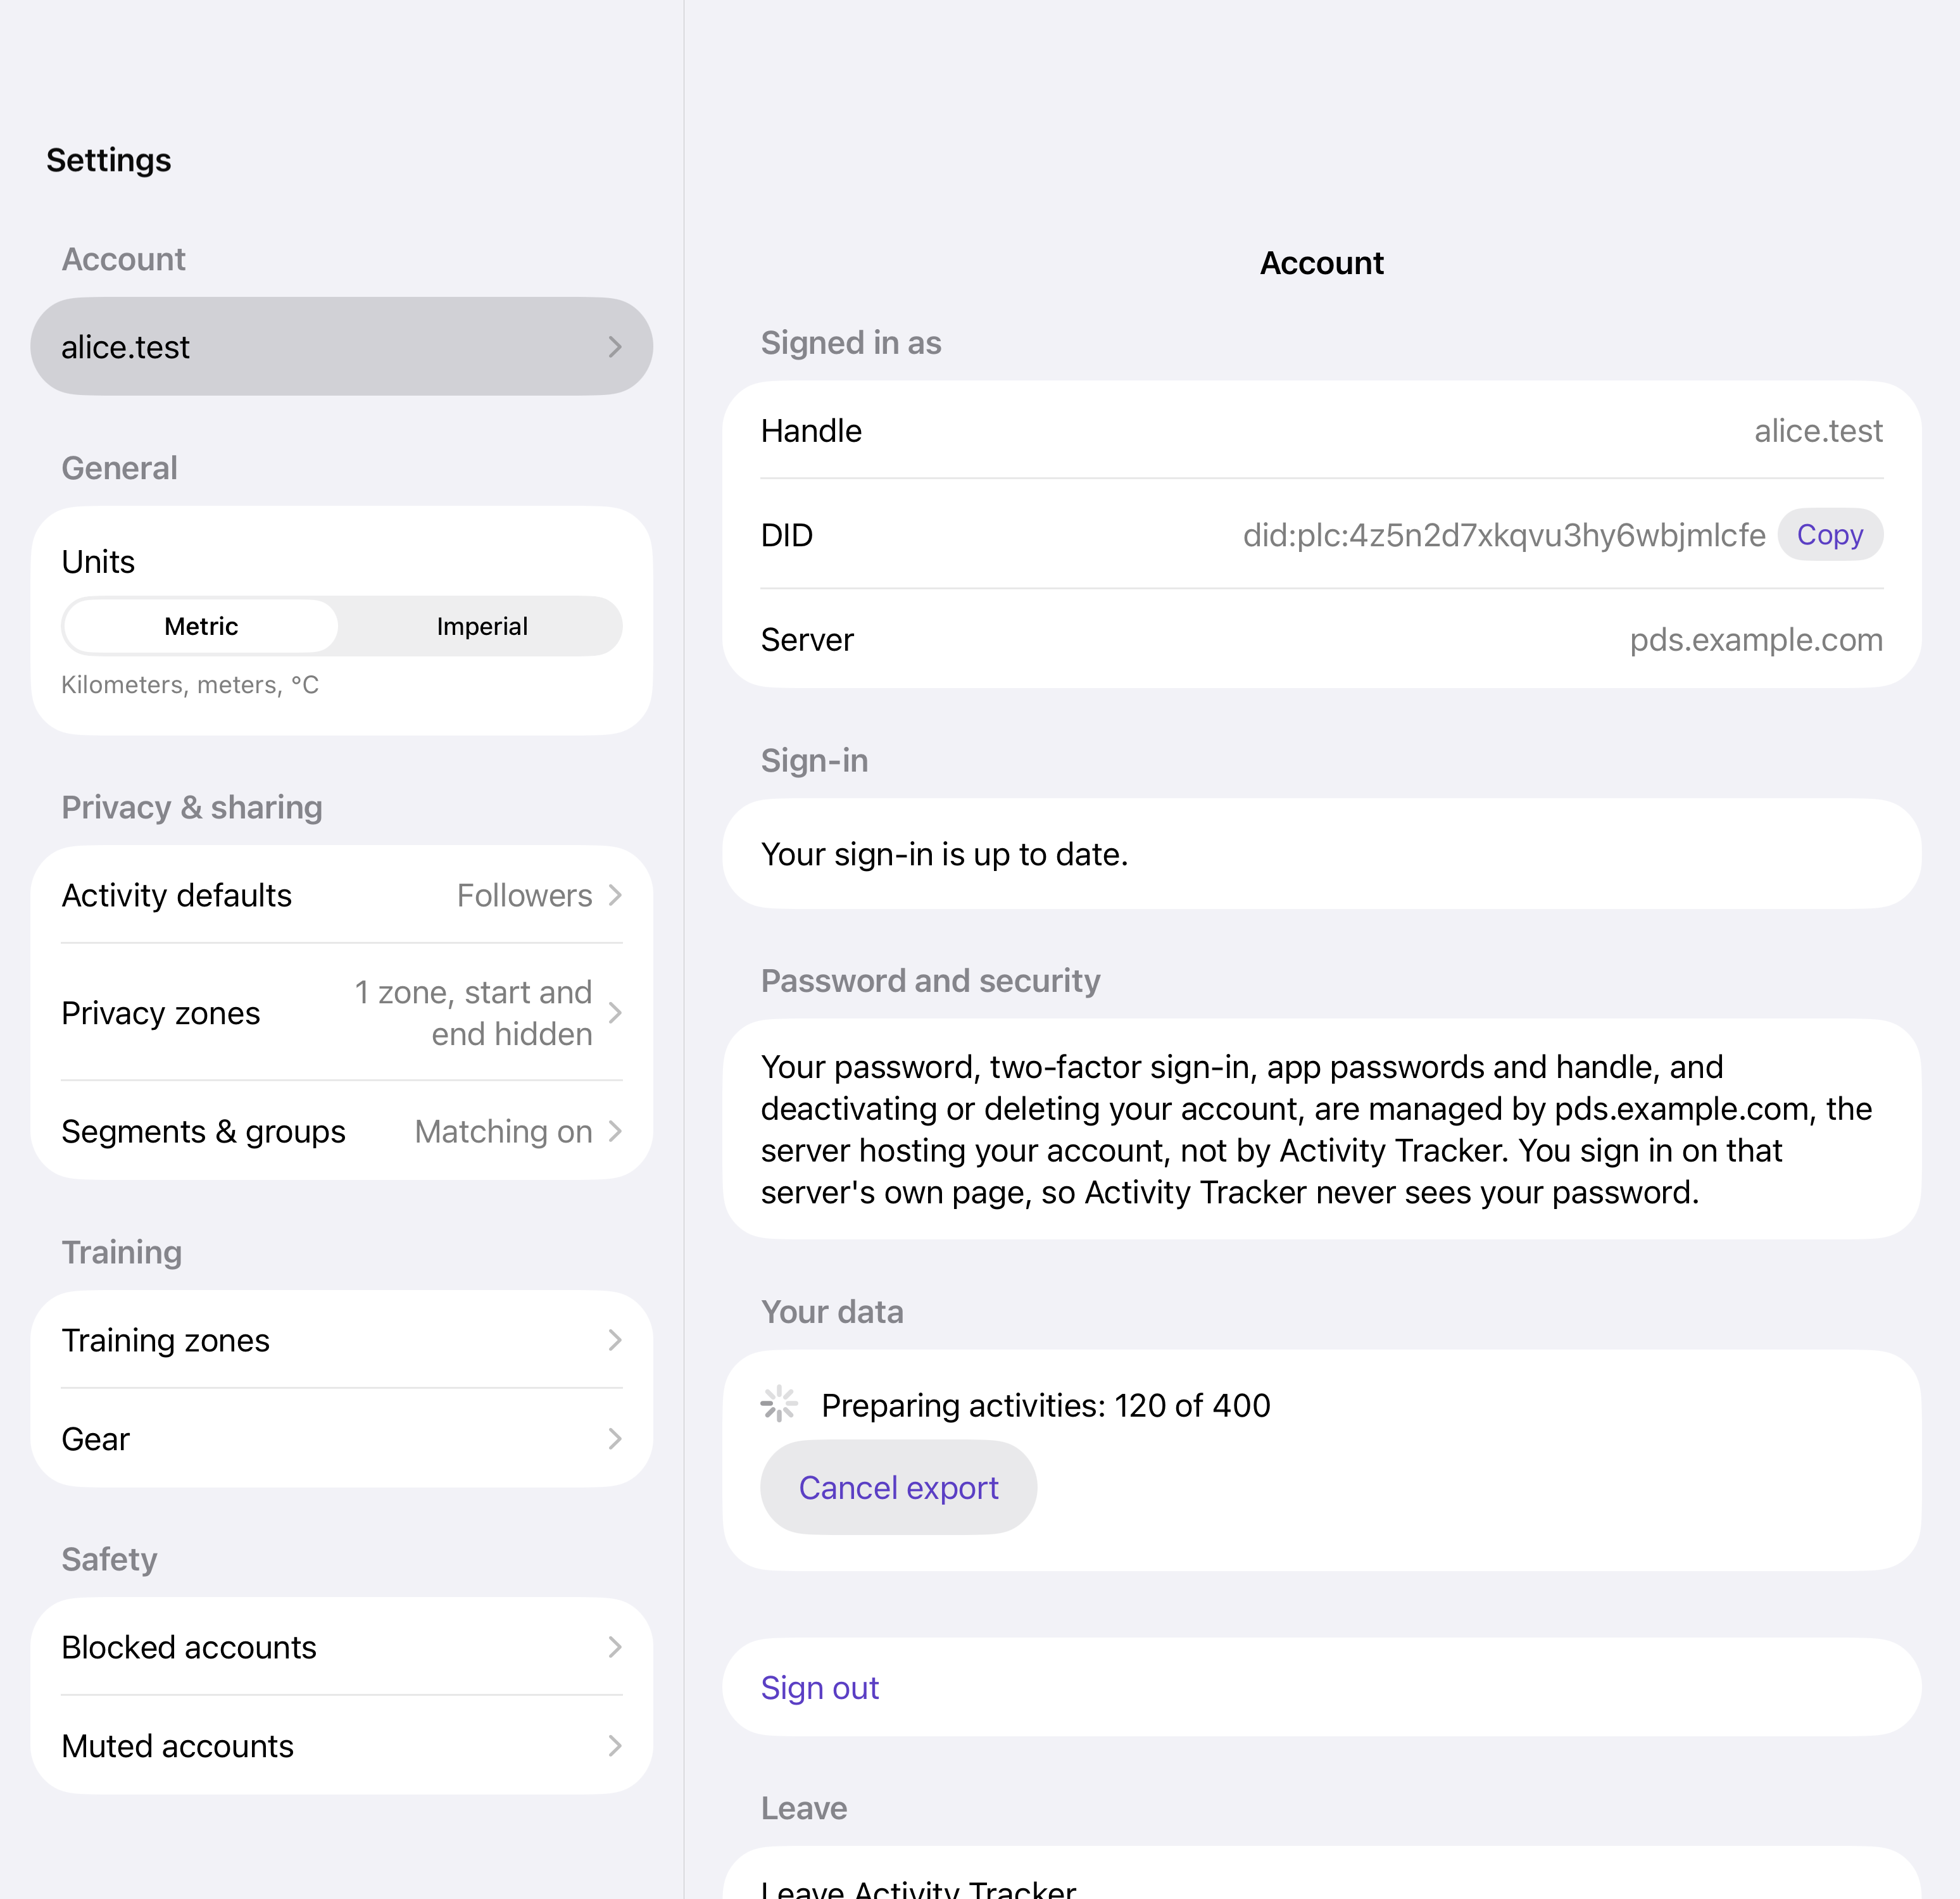 Settings
Account
alice.test
General
Units
Metric
Imperial
Kilometers, meters, °C
Privacy & sharing
Activity defaults
Followers
Privacy zones
1 zone, start and
end hidden
Segments & groups
Matching on
Training
Training zones
Gear
Safety
Blocked accounts
Muted accounts
Account
Signed in as
Handle
alice.test
DID
did:plc:4z5n2d7xkqvu3hy6wbjmlcfe
Copy
Server
pds.example.com
Sign-in
Your sign-in is up to date.
Password and security
Your password, two-factor sign-in, app passwords and handle, and
deactivating or deleting your account, are managed by pds.example.com, the
server hosting your account, not by Activity Tracker. You sign in on that
server's own page, so Activity Tracker never sees your password.
Your data
Preparing activities: 120 of 400
Cancel export
Sign out
Leave
Leave Activity Tracker